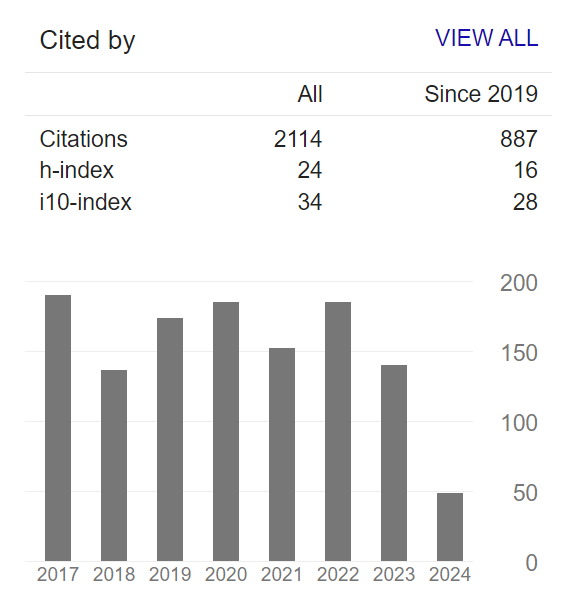 Cited by VIEW ALL
All Since 2019
Citations 2114 887
h-index 24 16
i10-index 34 28
200
150
100
50
0
2017 2018 2019 2020 2021 2022 2023 2024